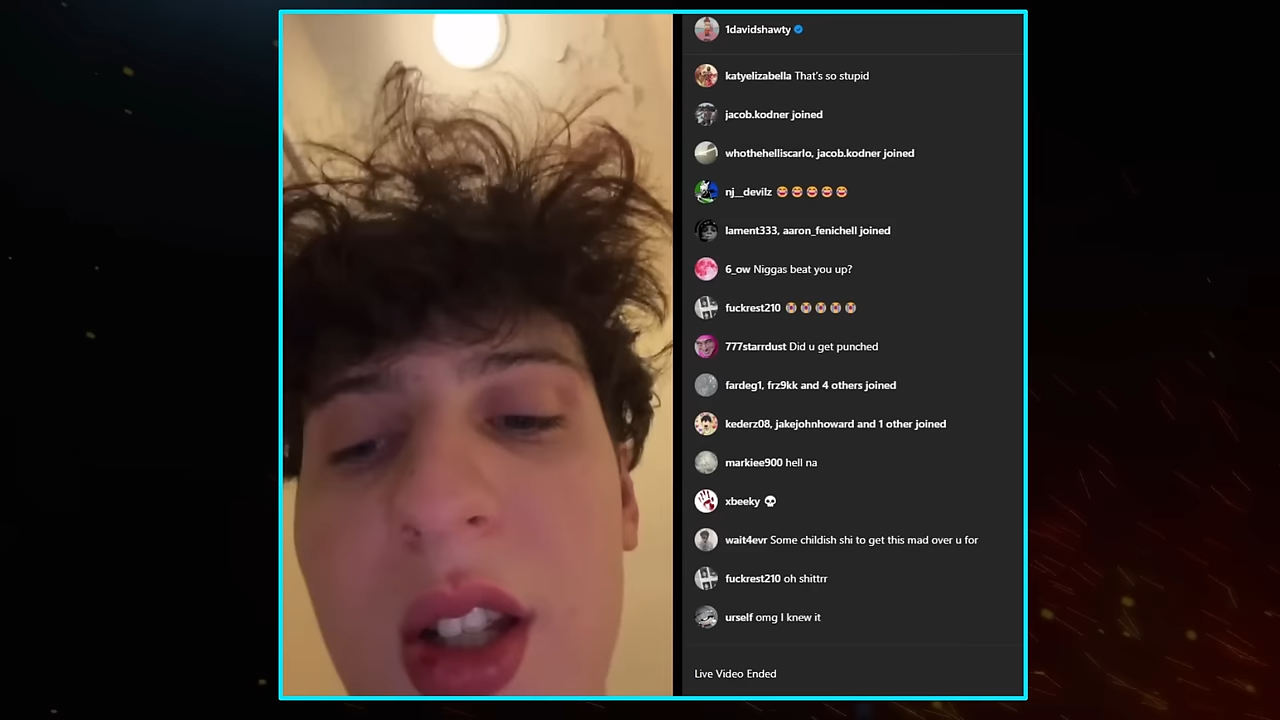 1davidshawty
katyelizabella That's so stupid
jacob.kodner joined
whothehelliscarlo, jacob.kodner joined
nj__devilz 😆😆😆😆😆
lament333, aaron_fenichell joined
6_ow Niggas beat you up?
fuckrest210 😭😭😭😭😭
777starrdust Did u get punched
fardeg1, frz9kk and 4 others joined
kederz08, jakejohnhoward and 1 other joined
markiee900 hell na
xbeeky 💀
wait4evr Some childish shi to get this mad over u for
fuckrest210 oh shittrr
urself omg I knew it
Live Video Ended